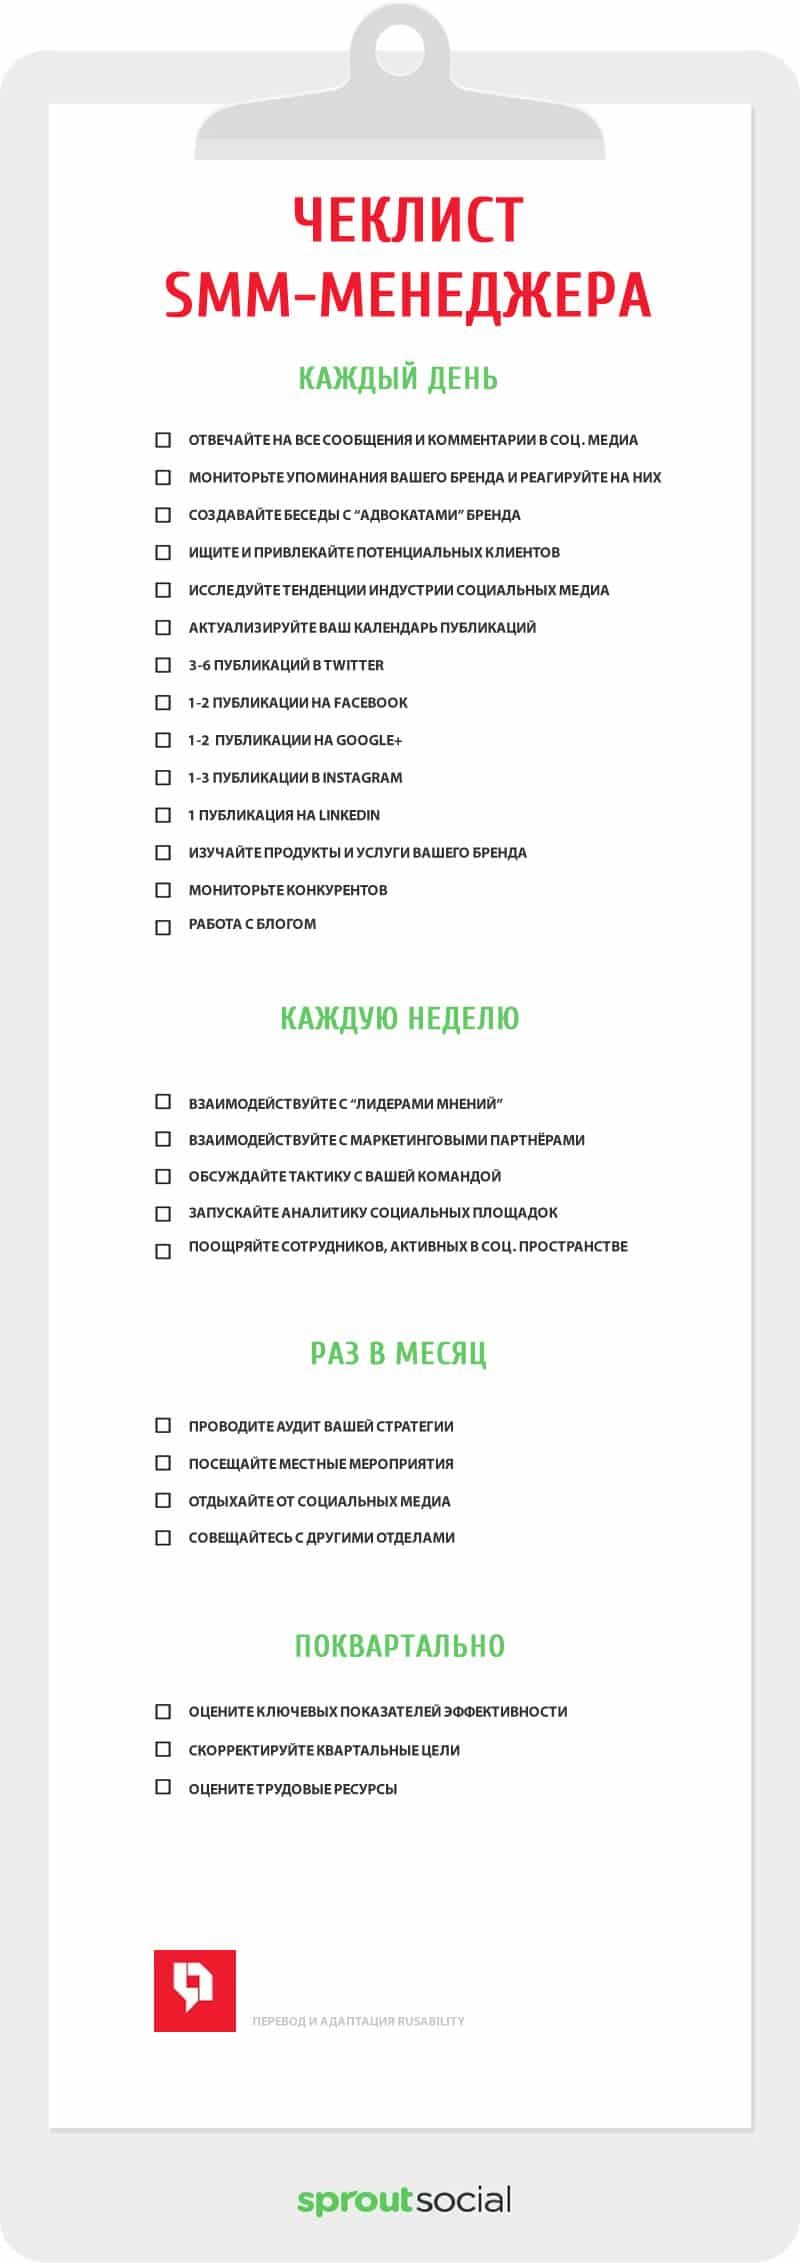 ЧЕКЛИСТ
SMM-МЕНЕДЖЕРА
КАЖДЫЙ ДЕНЬ
ОТВЕЧАЙТЕ НА ВСЕ СООБЩЕНИЯ И КОММЕНТАРИИ В СОЦ. МЕДИА
МОНИТОРЬТЕ УПОМИНАНИЯ ВАШЕГО БРЕНДА И РЕАГИРУЙТЕ НА НИХ
СОЗДАВАЙТЕ БЕСЕДЫ С “АДВОКАТАМИ” БРЕНДА
ИЩИТЕ И ПРИВЛЕКАЙТЕ ПОТЕНЦИАЛЬНЫХ КЛИЕНТОВ
ИССЛЕДУЙТЕ ТЕНДЕНЦИИ ИНДУСТРИИ СОЦИАЛЬНЫХ МЕДИА
АКТУАЛИЗИРУЙТЕ ВАШ КАЛЕНДАРЬ ПУБЛИКАЦИЙ
3-6 ПУБЛИКАЦИЙ В TWITTER
1-2 ПУБЛИКАЦИИ НА FACEBOOK
1-2 ПУБЛИКАЦИИ НА GOOGLE+
1-3 ПУБЛИКАЦИИ В INSTAGRAM
1 ПУБЛИКАЦИЯ НА LINKEDIN
ИЗУЧАЙТЕ ПРОДУКТЫ И УСЛУГИ ВАШЕГО БРЕНДА
МОНИТОРЬТЕ КОНКУРЕНТОВ
РАБОТА С БЛОГОМ
КАЖДУЮ НЕДЕЛЮ
ВЗАИМОДЕЙСТВУЙТЕ С “ЛИДЕРАМИ МНЕНИЙ”
ВЗАИМОДЕЙСТВУЙТЕ С МАРКЕТИНГОВЫМИ ПАРТНЁРАМИ
ОБСУЖДАЙТЕ ТАКТИКУ С ВАШЕЙ КОМАНДОЙ
ЗАПУСКАЙТЕ АНАЛИТИКУ СОЦИАЛЬНЫХ ПЛОЩАДОК
ПООЩРЯЙТЕ СОТРУДНИКОВ, АКТИВНЫХ В СОЦ. ПРОСТРАНСТВЕ
РАЗ В МЕСЯЦ
ПРОВОДИТЕ АУДИТ ВАШЕЙ СТРАТЕГИИ
ПОСЕЩАЙТЕ МЕСТНЫЕ МЕРОПРИЯТИЯ
ОТДЫХАЙТЕ ОТ СОЦИАЛЬНЫХ МЕДИА
СОВЕЩАЙТЕСЬ С ДРУГИМИ ОТДЕЛАМИ
ПОКВАРТАЛЬНО
ОЦЕНИТЕ КЛЮЧЕВЫХ ПОКАЗАТЕЛЕЙ ЭФФЕКТИВНОСТИ
СКОРРЕКТИРУЙТЕ КВАРТАЛЬНЫЕ ЦЕЛИ
ОЦЕНИТЕ ТРУДОВЫЕ РЕСУРСЫ
ПЕРЕВОД И АДАПТАЦИЯ RUSABILITY
sproutsocial